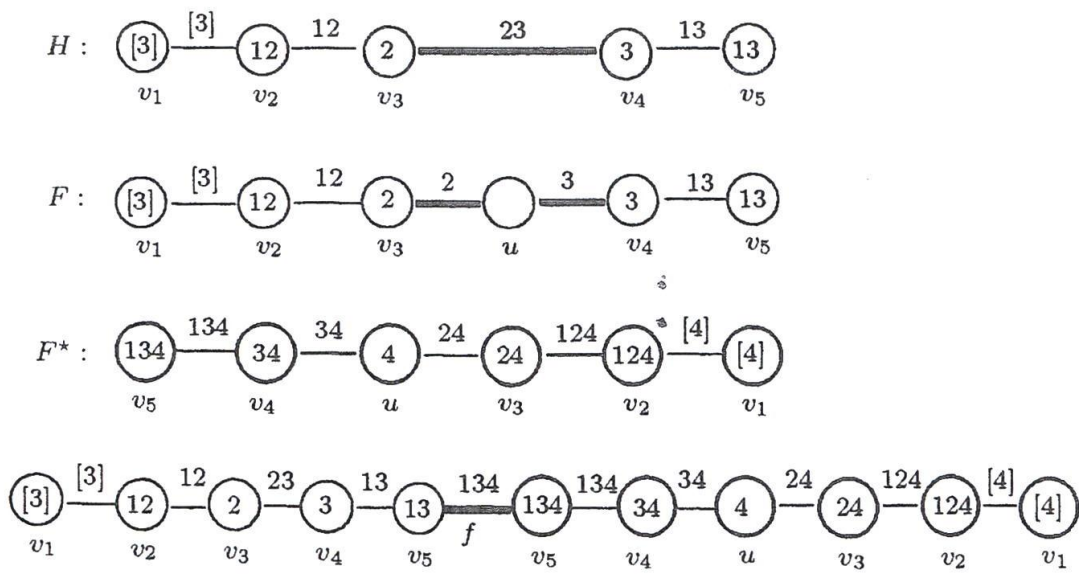 [3] 12 23 13
H : [3] 12 2 3 13
v₁ v₂ v₃ v₄ v₅
[3] 12 2 3 13
F : [3] 12 2 3 13
v₁ v₂ v₃ u v₄ v₅
134 34 24 124 [4]
F⋆ : 134 34 4 24 124 [4]
v₅ v₄ u v₃ v₂ v₁
[3] 12 23 13 134 134 34 24 124 [4]
[3] 12 2 3 13 134 34 4 24 124 [4]
f
v₁ v₂ v₃ v₄ v₅ v₅ v₄ u v₃ v₂ v₁